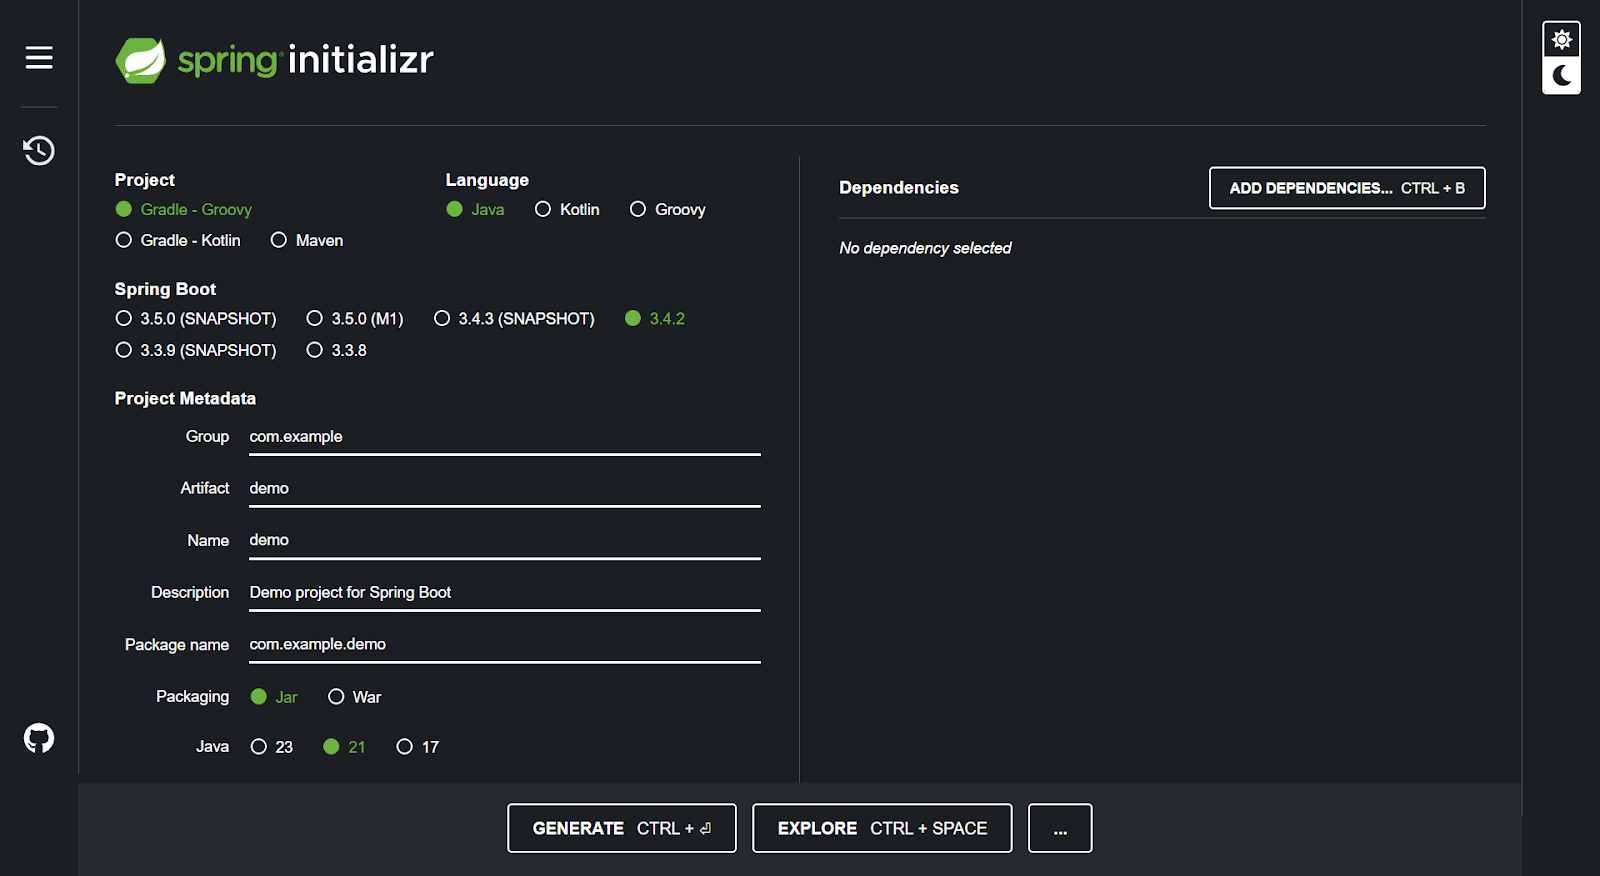 spring initializr
Project
Gradle - Groovy
Gradle - Kotlin Maven
Language
Java Kotlin Groovy
Spring Boot
3.5.0 (SNAPSHOT) 3.5.0 (M1) 3.4.3 (SNAPSHOT) 3.4.2
3.3.9 (SNAPSHOT) 3.3.8
Project Metadata
Group com.example
Artifact demo
Name demo
Description Demo project for Spring Boot
Package name com.example.demo
Packaging Jar War
Java 23 21 17
Dependencies ADD DEPENDENCIES... CTRL + B
No dependency selected
GENERATE CTRL + ⏎ EXPLORE CTRL + SPACE ...